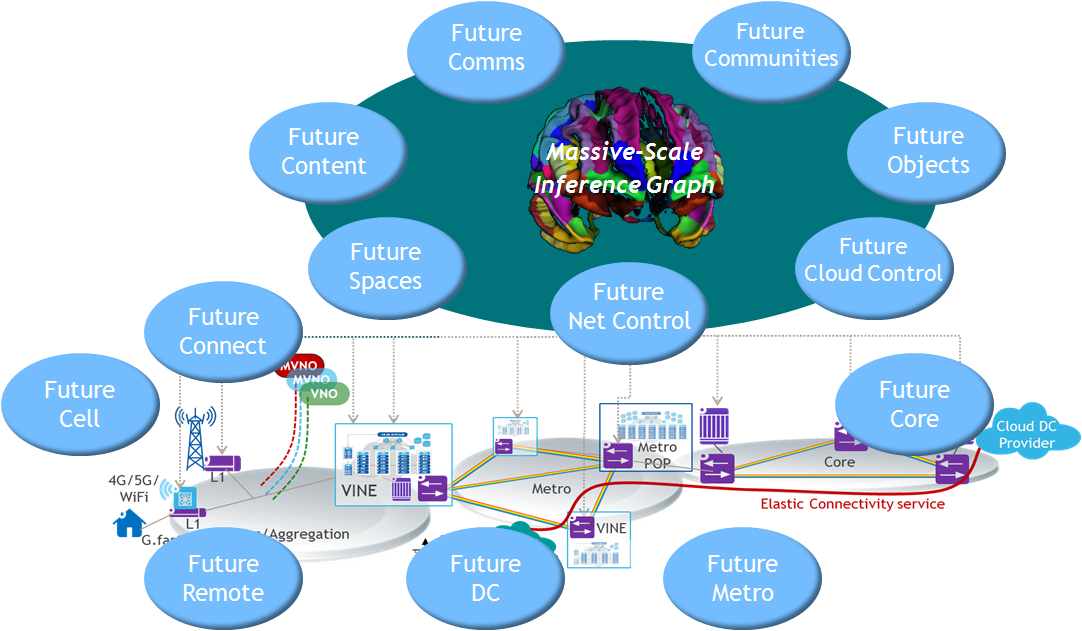 Future
Comms
Future
Communities
Future
Content
Massive-Scale
Inference Graph
Future
Objects
Future
Spaces
Future
Cloud Control
Future
Net Control
Future
Connect
MVNO
MVNO
VNO
Future
Cell
Future
Core
Cloud DC
Provider
Metro
POP
Core
4G/5G/
WiFi
L1
VINE
Metro
Elastic Connectivity service
L1
VINE
/Aggregation
Future
Remote
Future
DC
Future
Metro